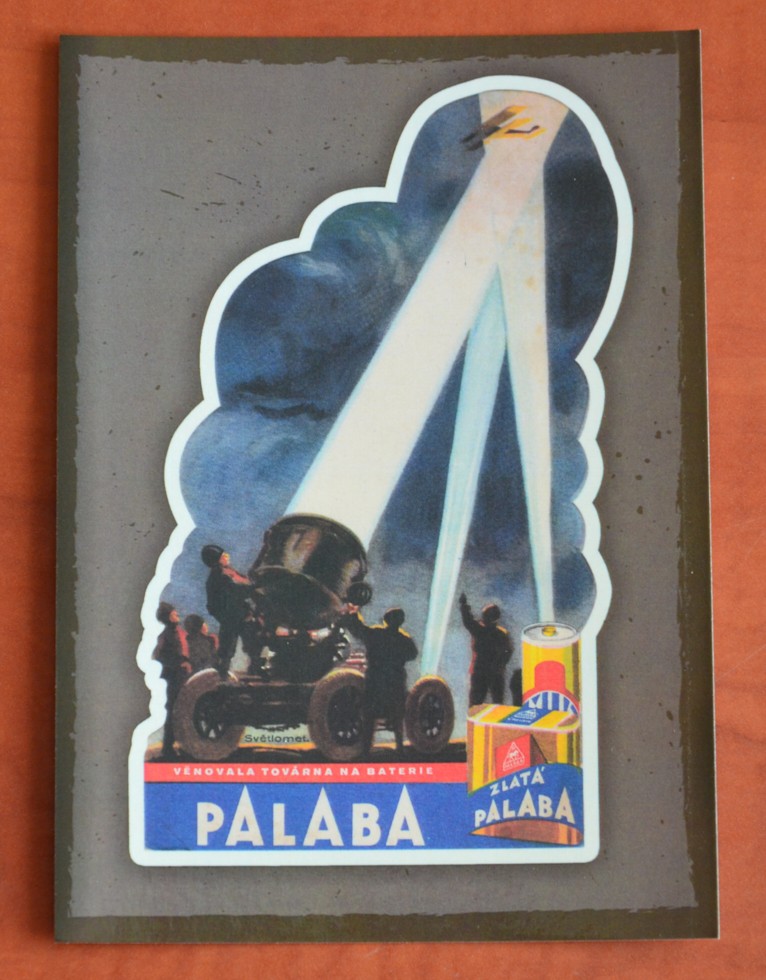 Světlomet.
VĚNOVALA TOVÁRNA NA BATERIE
PALABA
ZLATÁ
PALABA